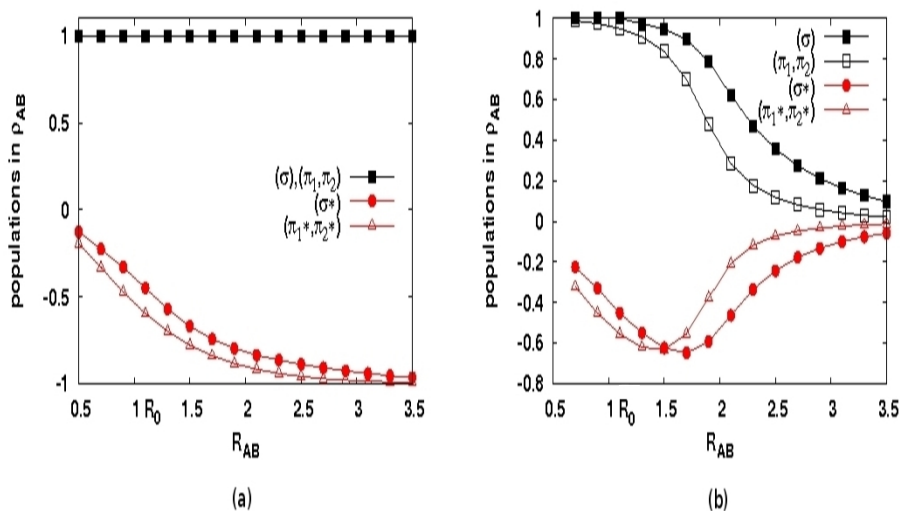 populations in ρAB
1
0.5
0
-0.5
-1
(σ),(π1,π2)
(σ*)
(π1*,π2*)
0.5 1 R0 1.5 2 2.5 3 3.5
RAB
(a)
populations in ρAB
1
0.8
0.6
0.4
0.2
0
-0.2
-0.4
-0.6
-0.8
(σ)
(π1,π2)
(σ*)
(π1*,π2*)
0.5 1 R0 1.5 2 2.5 3 3.5
RAB
(b)